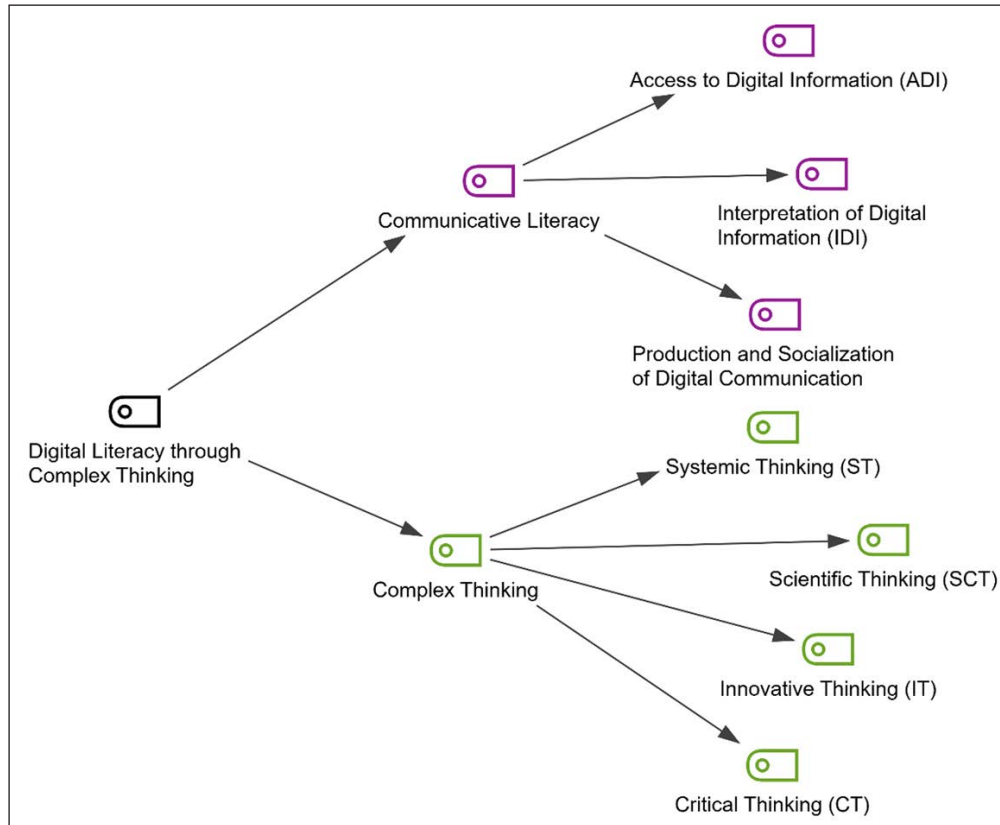 Access to Digital Information (ADI)
Communicative Literacy
Interpretation of Digital
Information (IDI)
Production and Socialization
of Digital Communication
Digital Literacy through
Complex Thinking
Systemic Thinking (ST)
Complex Thinking
Scientific Thinking (SCT)
Innovative Thinking (IT)
Critical Thinking (CT)